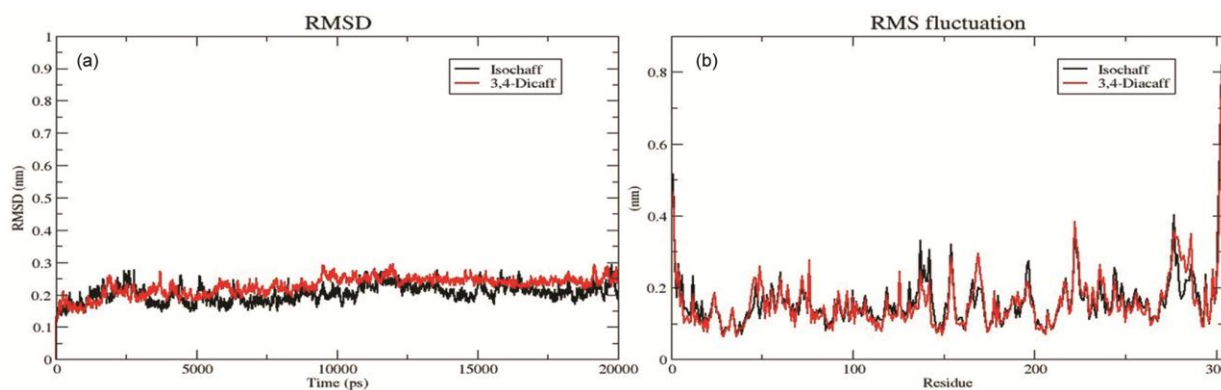 RMSD
(a)
Isochaff
3,4-Dicaff
1
0.9
0.8
0.7
0.6
0.5
0.4
0.3
0.2
0.1
0
RMSD (nm)
0
5000
10000
15000
20000
Time (ps)
RMS fluctuation
(b)
Isochaff
3,4-Diacaff
0.8
0.6
0.4
0.2
0
(nm)
0
100
200
300
Residue